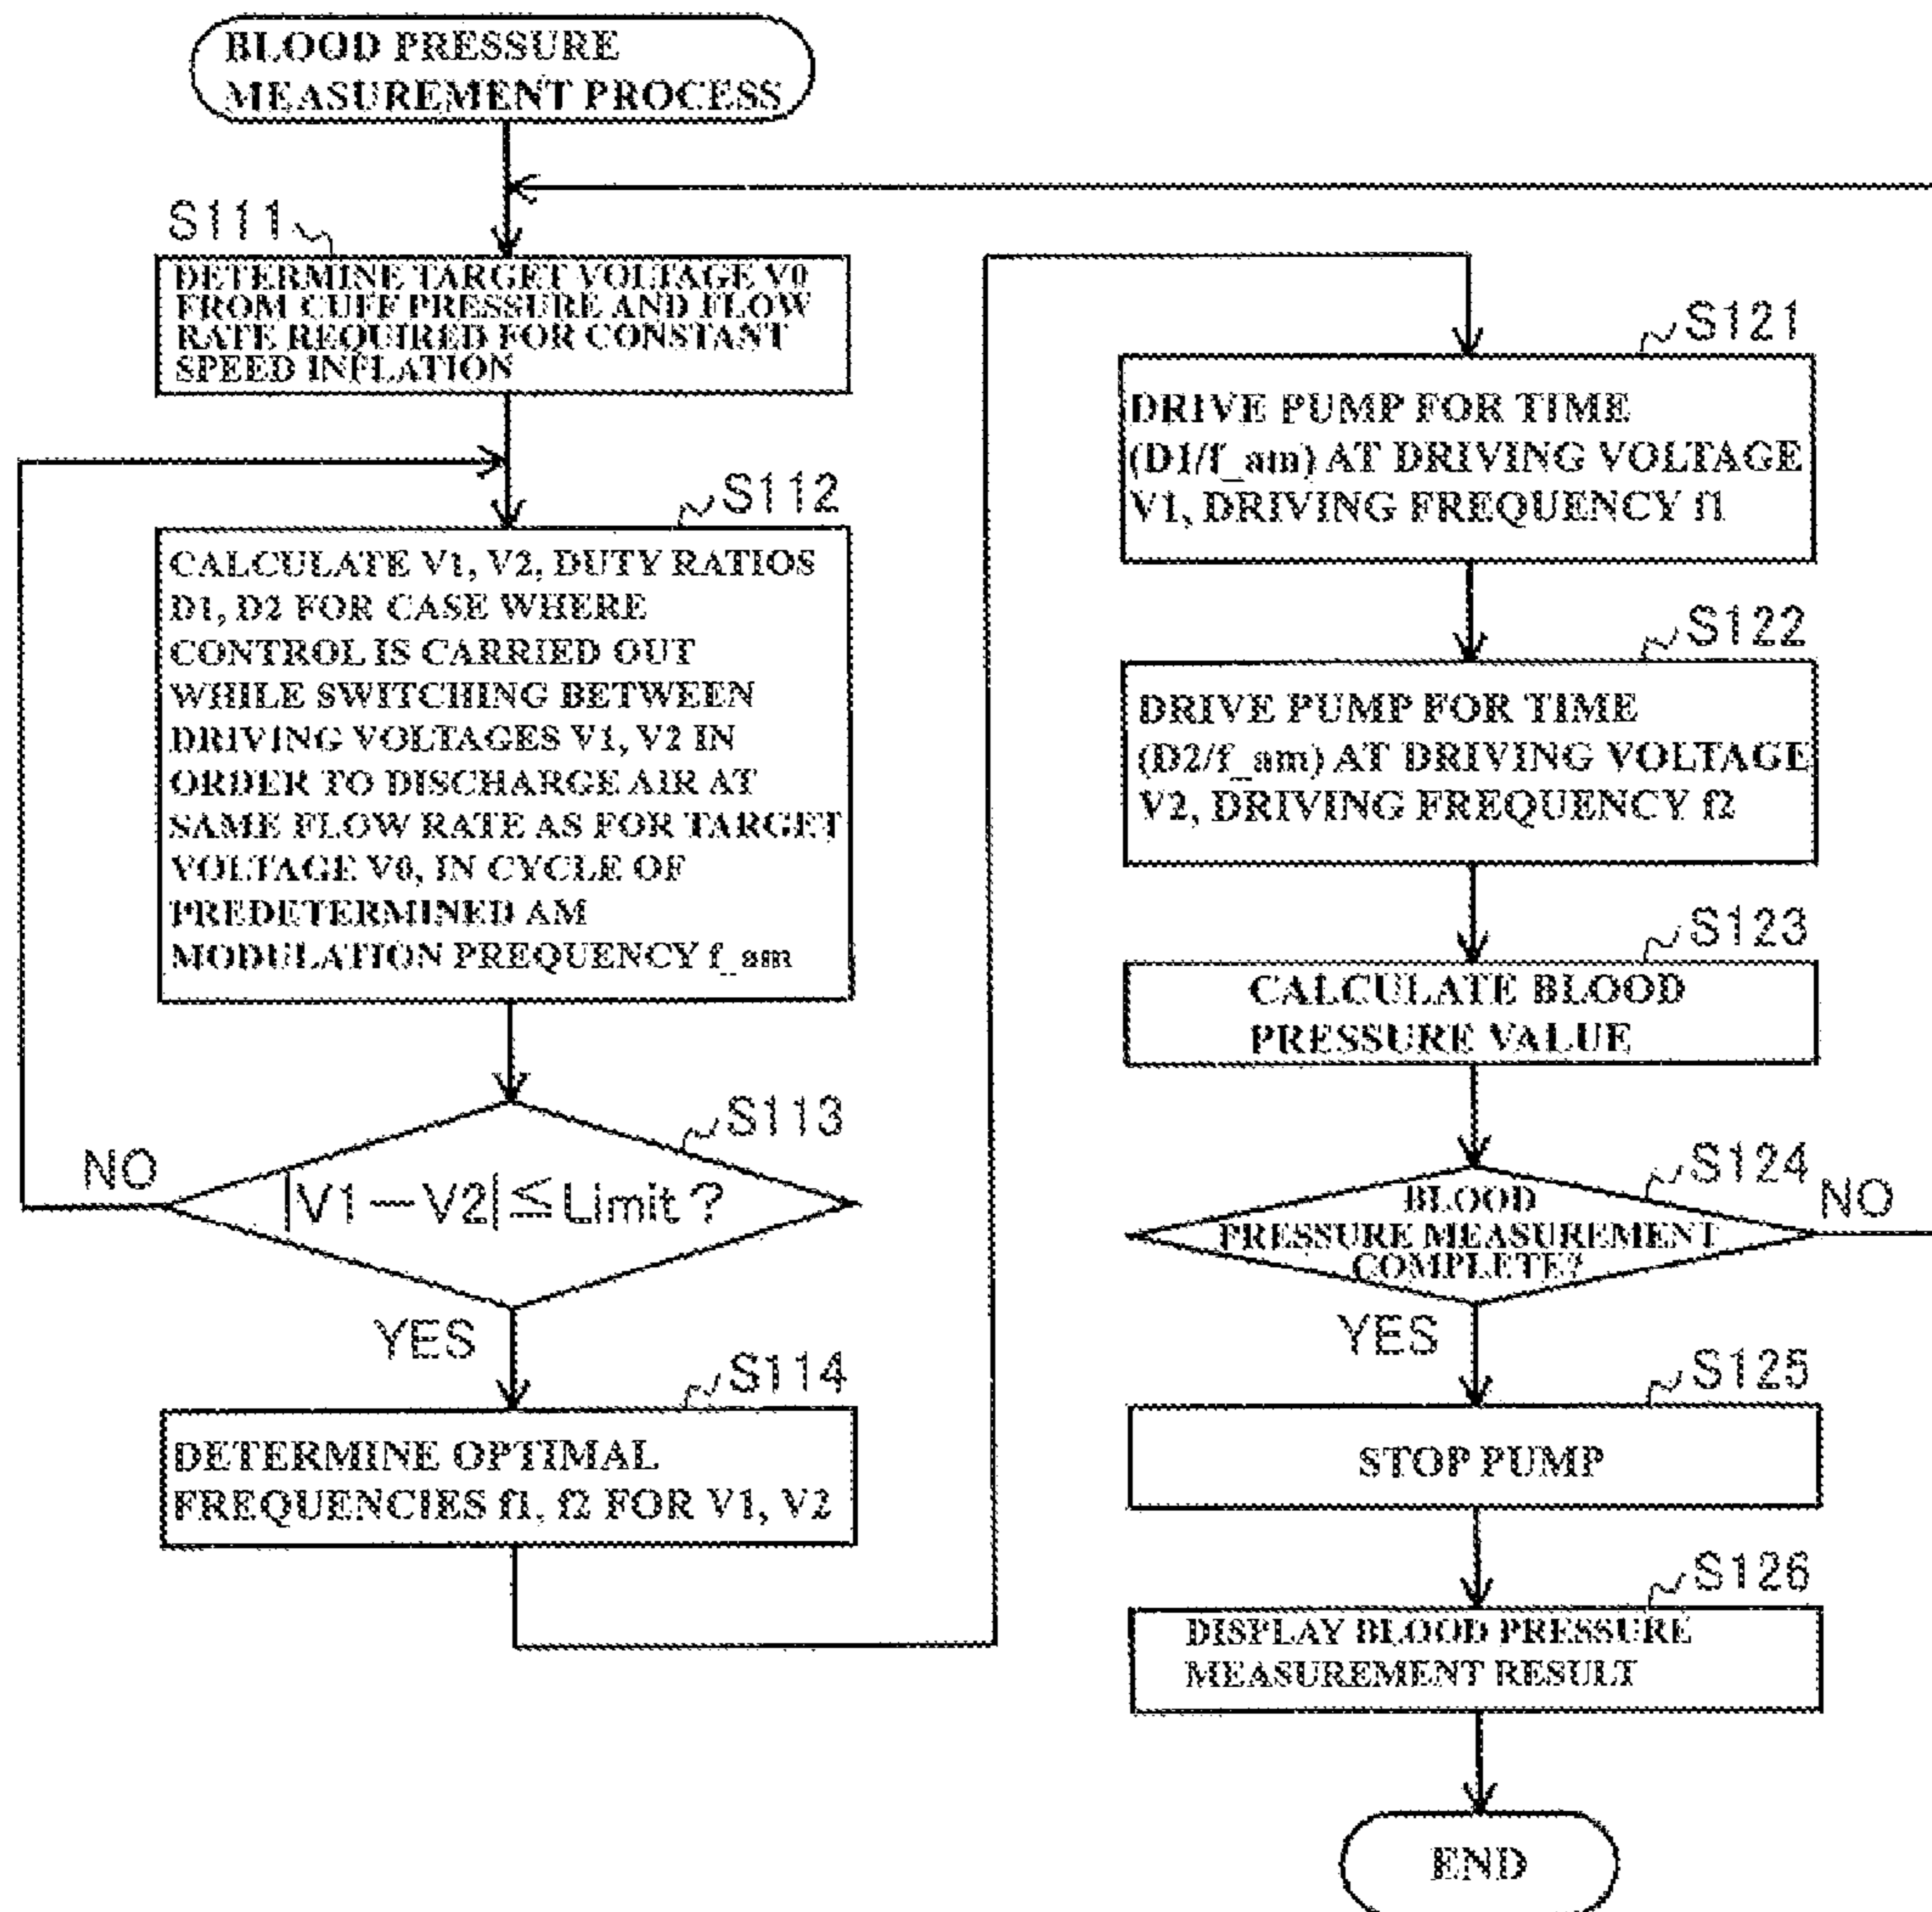 BLOOD PRESSURE
MEASUREMENT PROCESS
S111
DETERMINE TARGET VOLTAGE V0
FROM CUFF PRESSURE AND FLOW
RATE REQUIRED FOR CONSTANT
SPEED INFLATION
S112
CALCULATE V1, V2, DUTY RATIOS
D1, D2 FOR CASE WHERE
CONTROL IS CARRIED OUT
WHILE SWITCHING BETWEEN
DRIVING VOLTAGES V1, V2 IN
ORDER TO DISCHARGE AIR AT
SAME FLOW RATE AS FOR TARGET
VOLTAGE V0, IN CYCLE OF
PREDETERMINED AM
MODULATION PREQUENCY f_am
S113
|V1－V2|≦Limit？
NO
YES
S114
DETERMINE OPTIMAL
FREQUENCIES f1, f2 FOR V1, V2
S121
DRIVE PUMP FOR TIME
(D1/f_am) AT DRIVING VOLTAGE
V1, DRIVING FREQUENCY f1
S122
DRIVE PUMP FOR TIME
(D2/f_am) AT DRIVING VOLTAGE
V2, DRIVING FREQUENCY f2
S123
CALCULATE BLOOD
PRESSURE VALUE
S124
BLOOD
PRESSURE MEASUREMENT
COMPLETE?
NO
YES
S125
STOP PUMP
S126
DISPLAY BLOOD PRESSURE
MEASUREMENT RESULT
END